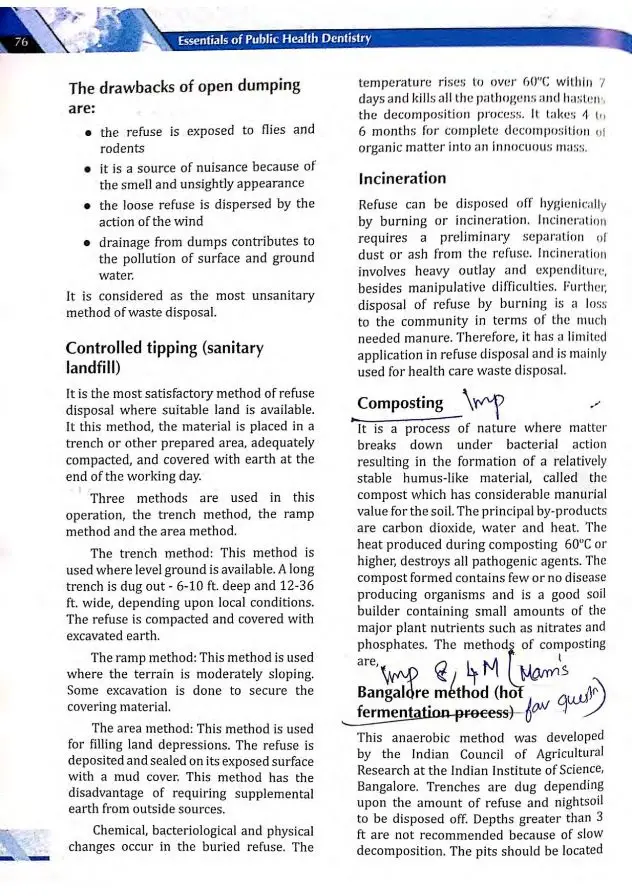 76
Essentials of Public Health Dentistry
The drawbacks of open dumping
are:
● the refuse is exposed to flies and
rodents
● it is a source of nuisance because of
the smell and unsightly appearance
● the loose refuse is dispersed by the
action of the wind
● drainage from dumps contributes to
the pollution of surface and ground
water.
It is considered as the most unsanitary
method of waste disposal.
Controlled tipping (sanitary
landfill)
It is the most satisfactory method of refuse
disposal where suitable land is available.
It this method, the material is placed in a
trench or other prepared area, adequately
compacted, and covered with earth at the
end of the working day.
Three methods are used in this
operation, the trench method, the ramp
method and the area method.
The trench method: This method is
used where level ground is available. A long
trench is dug out - 6-10 ft. deep and 12-36
ft. wide, depending upon local conditions.
The refuse is compacted and covered with
excavated earth.
The ramp method: This method is used
where the terrain is moderately sloping.
Some excavation is done to secure the
covering material.
The area method: This method is used
for filling land depressions. The refuse is
deposited and sealed on its exposed surface
with a mud cover. This method has the
disadvantage of requiring supplemental
earth from outside sources.
Chemical, bacteriological and physical
changes occur in the buried refuse. The
temperature rises to over 60°C within 7
days and kills all the pathogens and hastens
the decomposition process. It takes 4 to
6 months for complete decomposition of
organic matter into an innocuous mass.
Incineration
Refuse can be disposed off hygienically
by burning or incineration. Incineration
requires a preliminary separation of
dust or ash from the refuse. Incineration
involves heavy outlay and expenditure,
besides manipulative difficulties. Further,
disposal of refuse by burning is a loss
to the community in terms of the much
needed manure. Therefore, it has a limited
application in refuse disposal and is mainly
used for health care waste disposal.
Composting Imp
It is a process of nature where matter
breaks down under bacterial action
resulting in the formation of a relatively
stable humus-like material, called the
compost which has considerable manurial
value for the soil. The principal by-products
are carbon dioxide, water and heat. The
heat produced during composting 60°C or
higher, destroys all pathogenic agents. The
compost formed contains few or no disease
producing organisms and is a good soil
builder containing small amounts of the
major plant nutrients such as nitrates and
phosphates. The methods of composting
are,
Imp 4M (Mam's
Bangalore method (hot
fermentation process) fav quesn)
This anaerobic method was developed
by the Indian Council of Agricultural
Research at the Indian Institute of Science,
Bangalore. Trenches are dug depending
upon the amount of refuse and nightsoil
to be disposed off. Depths greater than 3
ft are not recommended because of slow
decomposition. The pits should be located